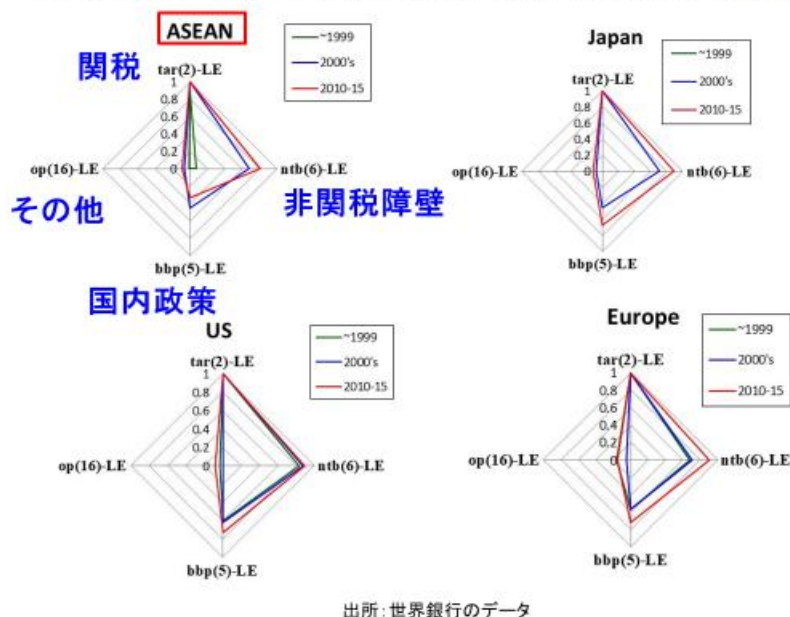 ASEAN
~1999
2000's
2010-15
関税
tar(2)-LE
1
0.8
0.6
0.4
0.2
0
op(16)-LE
ntb(6)-LE
その他
非関税障壁
bbp(5)-LE
国内政策
Japan
~1999
2000's
2010-15
tar(2)-LE
1
0.8
0.6
0.4
0.2
0
op(16)-LE
ntb(6)-LE
bbp(5)-LE
US
~1999
2000's
2010-15
tar(2)-LE
1
0.8
0.6
0.4
0.2
0
op(16)-LE
ntb(6)-LE
bbp(5)-LE
Europe
~1999
2000's
2010-15
tar(2)-LE
1
0.8
0.6
0.4
0.2
0
op(16)-LE
ntb(6)-LE
bbp(5)-LE
出所:世界銀行のデータ